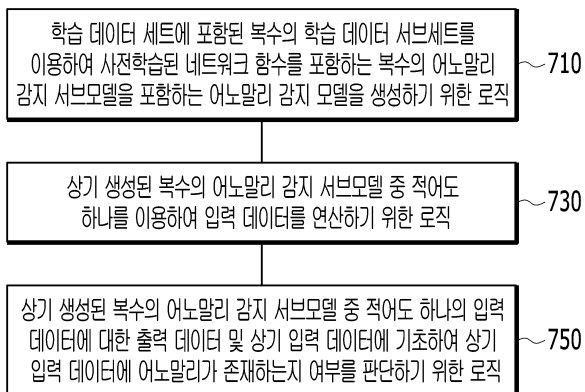 학습 데이터 세트에 포함된 복수의 학습 데이터 서브세트를
이용하여 사전학습된 네트워크 함수를 포함하는 복수의 어노말리
감지 서브모델을 포함하는 어노말리 감지 모델을 생성하기 위한 로직
710
상기 생성된 복수의 어노말리 감지 서브모델 중 적어도
하나를 이용하여 입력 데이터를 연산하기 위한 로직
730
상기 생성된 복수의 어노말리 감지 서브모델 중 적어도 하나의 입력
데이터에 대한 출력 데이터 및 상기 입력 데이터에 기초하여 상기
입력 데이터에 어노말리가 존재하는지 여부를 판단하기 위한 로직
750